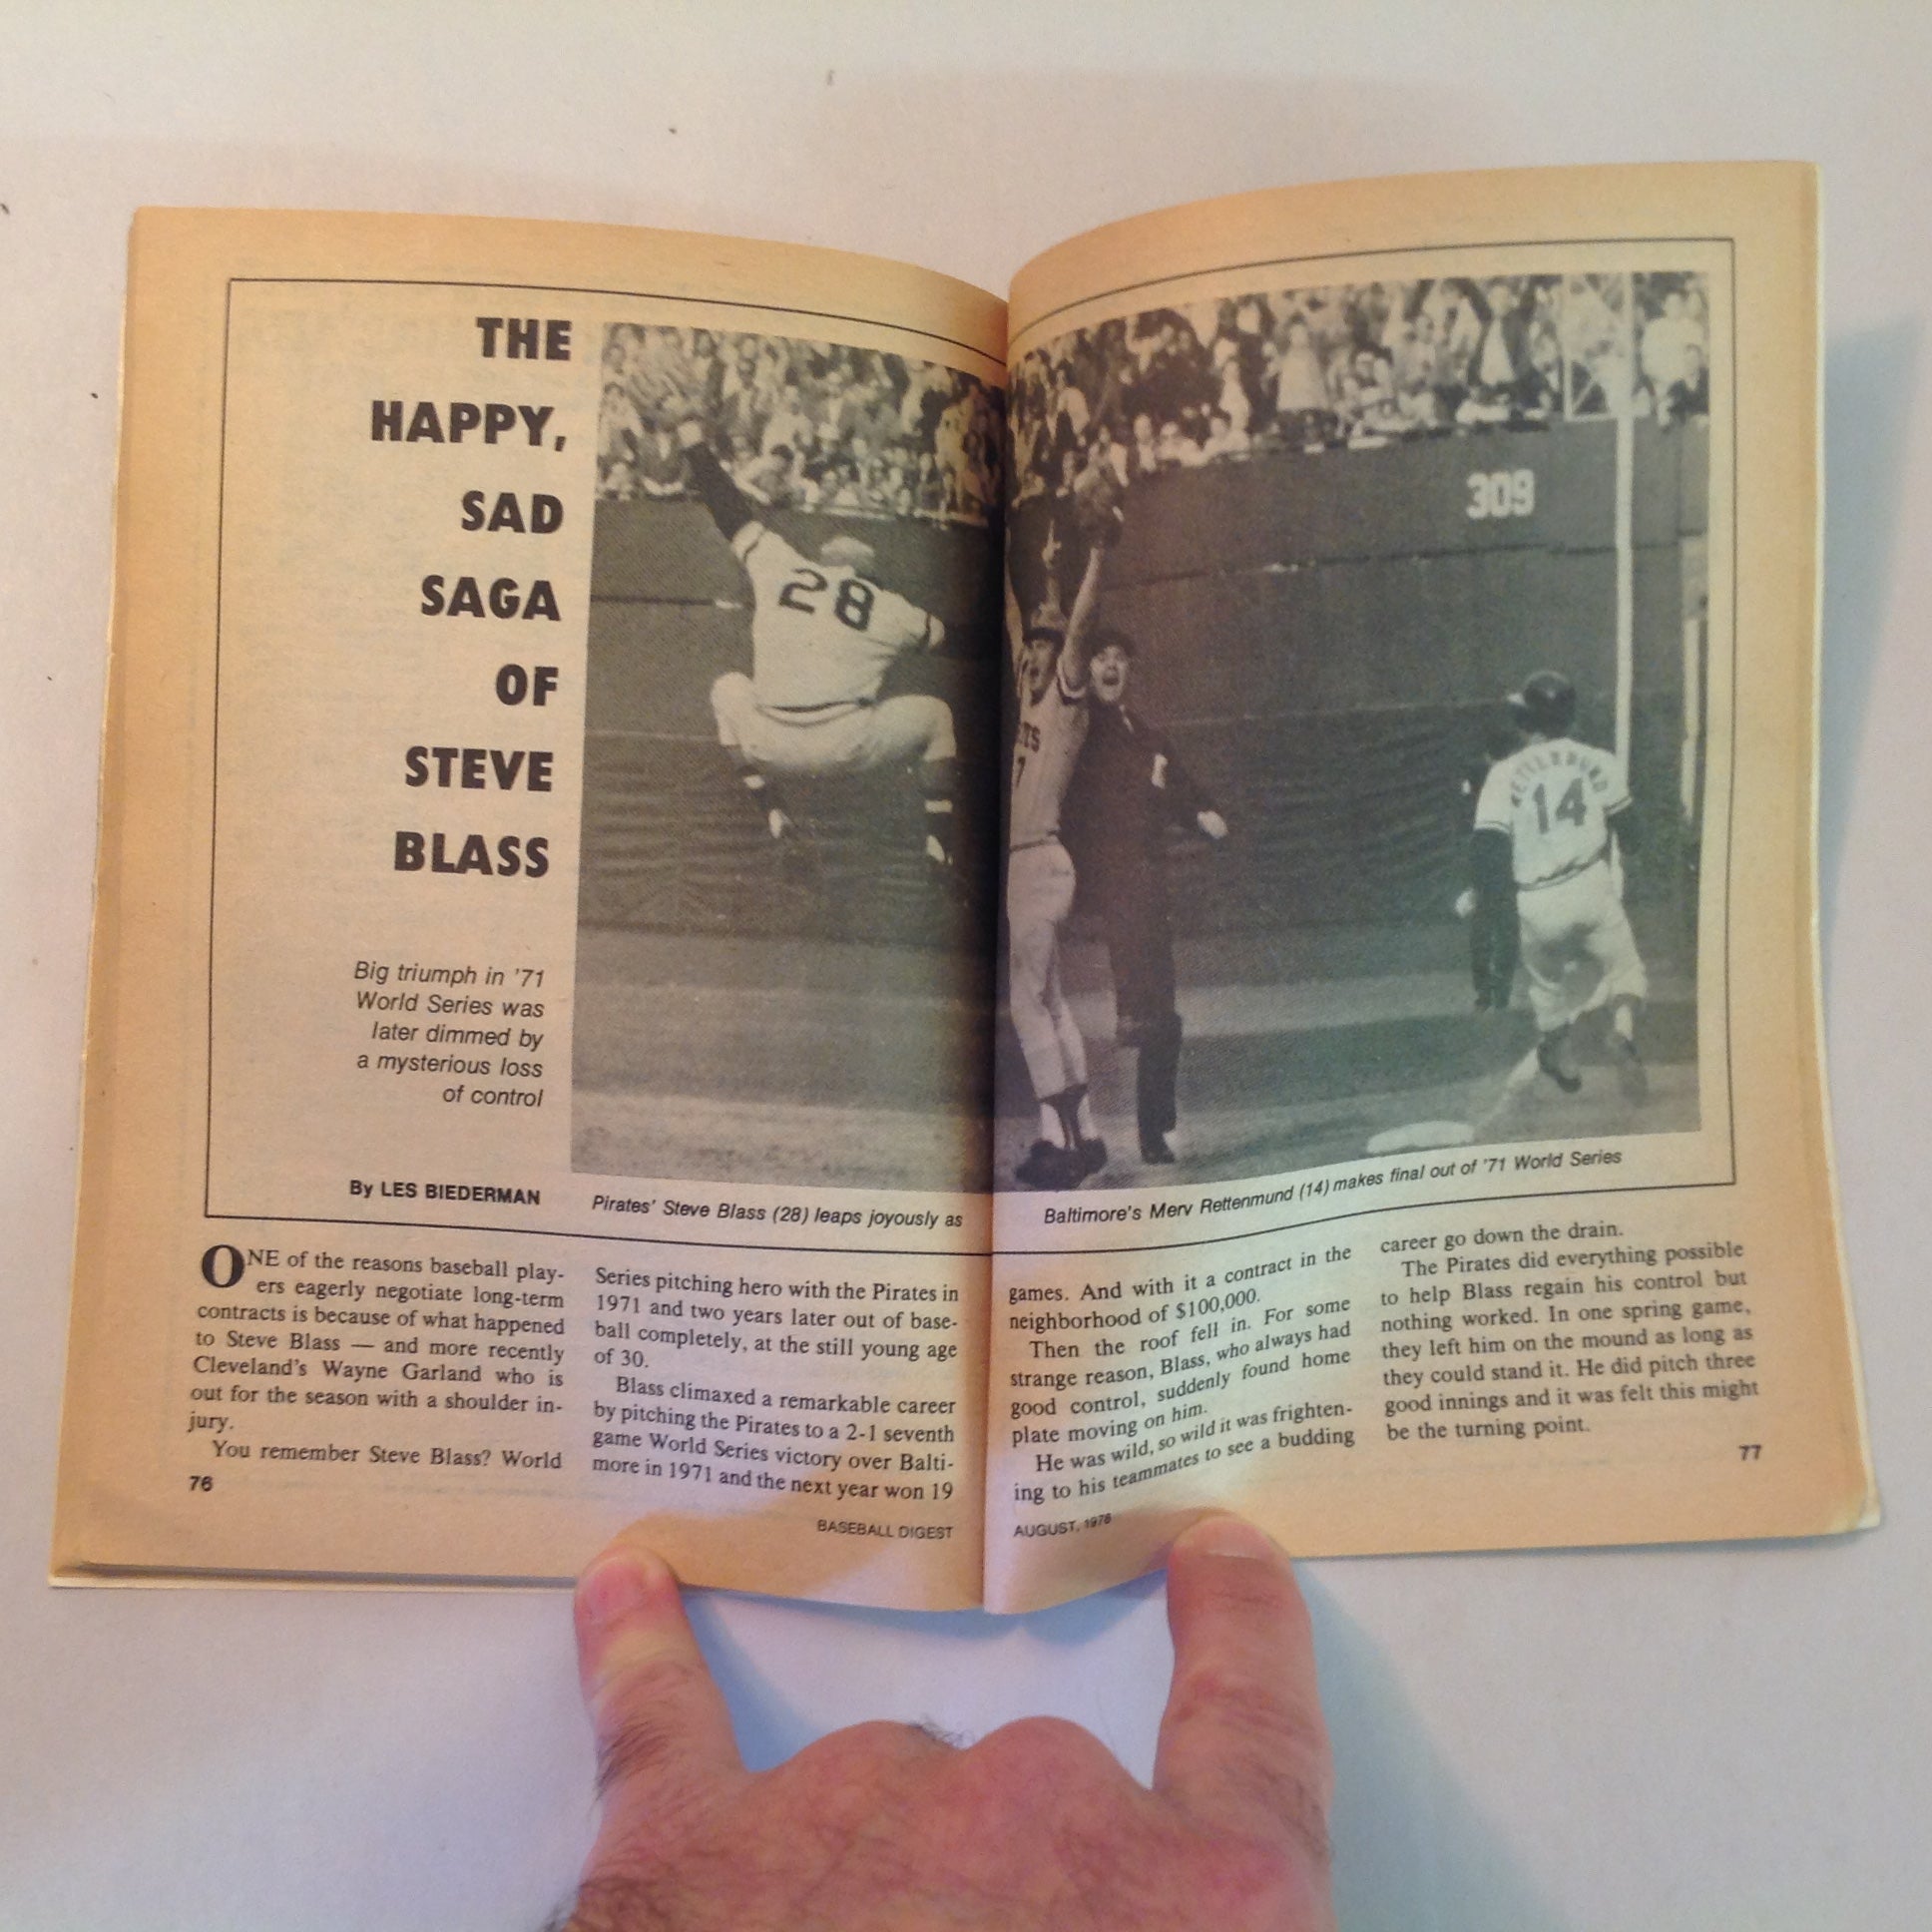 THE
HAPPY,
SAD
SAGA
OF
STEVE
BLASS
Big triumph in '71
World Series was
later dimmed by
a mysterious loss
of control
By LES BIEDERMAN
28
309
TS
7
RETTENMUND
14
Pirates' Steve Blass (28) leaps joyously as
Baltimore's Merv Rettenmund (14) makes final out of '71 World Series
ONE of the reasons baseball play-
ers eagerly negotiate long-term
contracts is because of what happened
to Steve Blass — and more recently
Cleveland's Wayne Garland who is
out for the season with a shoulder in-
jury.
You remember Steve Blass? World
Series pitching hero with the Pirates in
1971 and two years later out of base-
ball completely, at the still young age
of 30.
Blass climaxed a remarkable career
by pitching the Pirates to a 2-1 seventh
game World Series victory over Balti-
more in 1971 and the next year won 19
76
BASEBALL DIGEST
games. And with it a contract in the
neighborhood of $100,000.
Then the roof fell in. For some
strange reason, Blass, who always had
good control, suddenly found home
plate moving on him.
He was wild, so wild it was frighten-
ing to his teammates to see a budding
career go down the drain.
The Pirates did everything possible
to help Blass regain his control but
nothing worked. In one spring game,
they left him on the mound as long as
they could stand it. He did pitch three
good innings and it was felt this might
be the turning point.
77
AUGUST, 1978